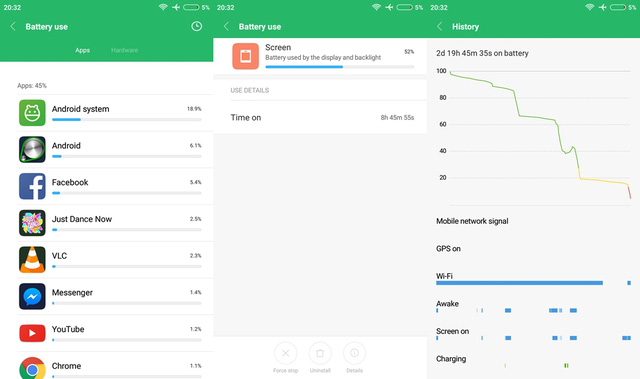 20:32
5%
Battery use
Apps
Hardware
Apps: 45%
Android system
18.9%
Android
6.1%
Facebook
5.4%
Just Dance Now
2.5%
VLC
2.3%
Messenger
1.4%
YouTube
1.2%
Chrome
1.1%
20:32
5%
Battery use
Screen
52%
Battery used by the display and backlight
USE DETAILS
Time on
8h 45m 55s
Force stop
Uninstall
Details
20:32
5%
History
2d 19h 45m 35s on battery
100
80
60
40
20
Mobile network signal
GPS on
Wi-Fi
Awake
Screen on
Charging